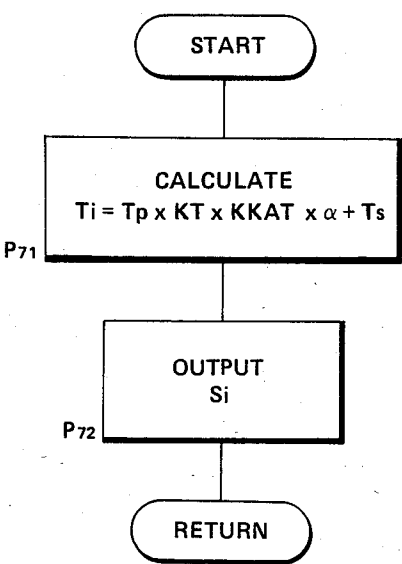 START
CALCULATE
Ti = Tp x KT x KKAT x α + Ts
P71
OUTPUT
Si
P72
RETURN